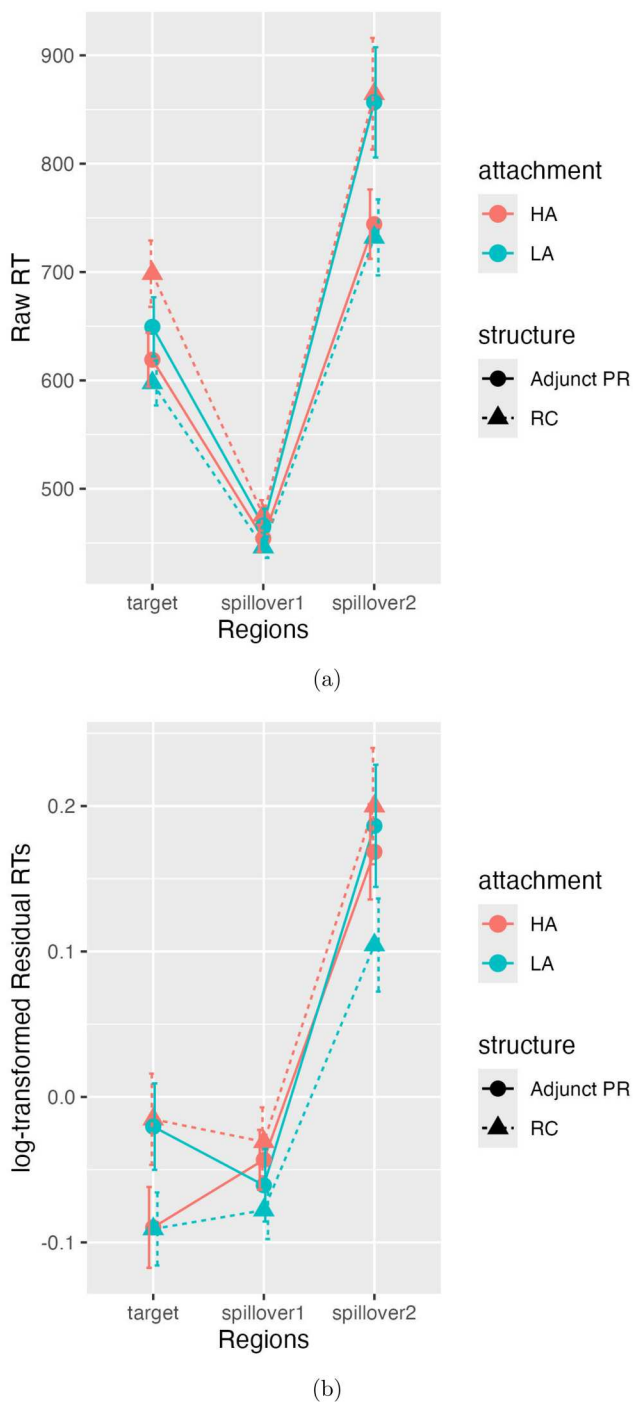 900
800
700
600
500
Raw RT
target spillover1 spillover2
Regions
attachment
HA
LA
structure
Adjunct PR
RC
(a)
0.2
0.1
0.0
-0.1
log-transformed Residual RTs
target spillover1 spillover2
Regions
attachment
HA
LA
structure
Adjunct PR
RC
(b)